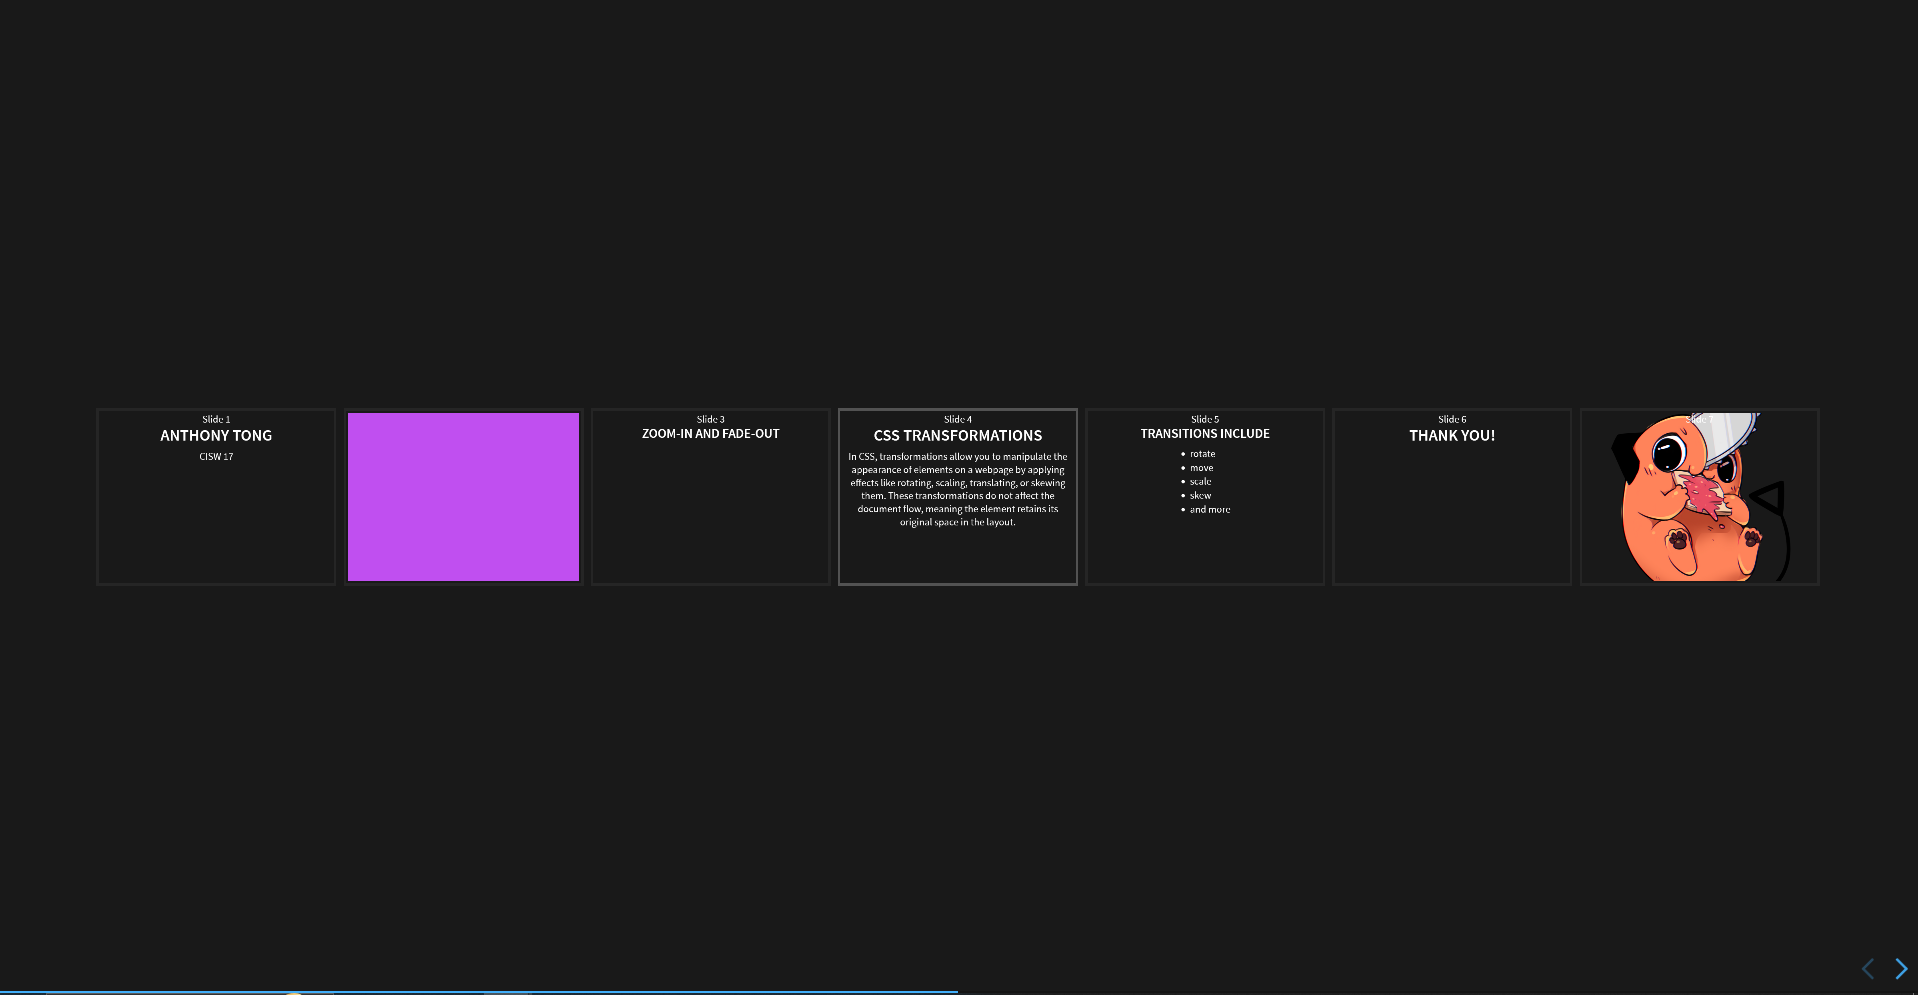 Slide 1
ANTHONY TONG
CISW 17
Slide 3
ZOOM-IN AND FADE-OUT
Slide 4
CSS TRANSFORMATIONS
In CSS, transformations allow you to manipulate the
appearance of elements on a webpage by applying
effects like rotating, scaling, translating, or skewing
them. These transformations do not affect the
document flow, meaning the element retains its
original space in the layout.
Slide 5
TRANSITIONS INCLUDE
• rotate
• move
• scale
• skew
• and more
Slide 6
THANK YOU!
Slide 7